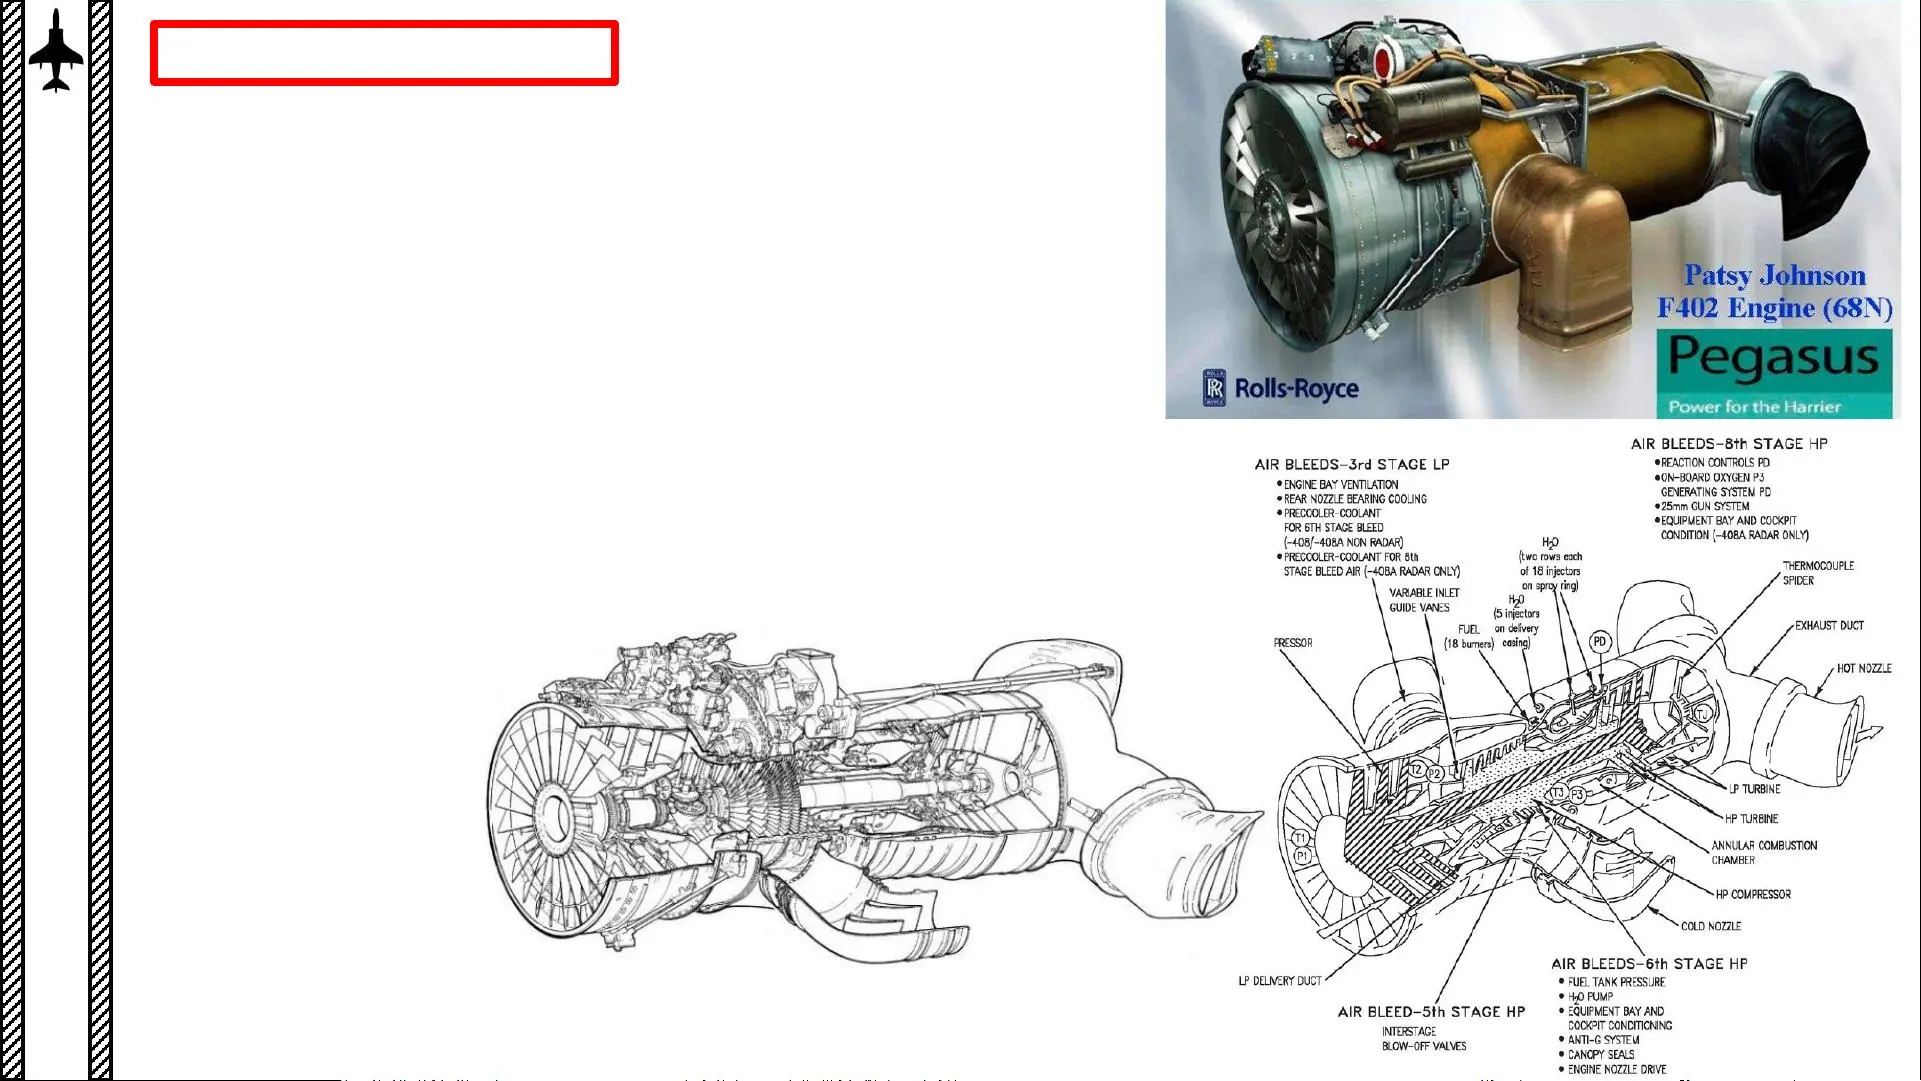 Patsy Johnson
F402 Engine (68N)
Pegasus
Power for the Harrier
ROLLS
RR
ROYCE
Rolls-Royce
AIR BLEEDS-3rd STAGE LP
•ENGINE BAY VENTILATION
•REAR NOZZLE BEARING COOLING
•PRECOOLER-COOLANT
FOR 6TH STAGE BLEED
(-408/-408A NON RADAR)
•PRECOOLER-COOLANT FOR 8th
STAGE BLEED AIR (-408A RADAR ONLY)
AIR BLEEDS-8th STAGE HP
•REACTION CONTROLS PD
•ON-BOARD OXYGEN P3
GENERATING SYSTEM PD
•25mm GUN SYSTEM
•EQUIPMENT BAY AND COCKPIT
CONDITION (-408A RADAR ONLY)
H2O
(two rows each
of 18 injectors
on spray ring)
VARIABLE INLET
GUIDE VANES
H2O
(5 injectors
on delivery
casing)
FUEL
(18 burners)
PRESSOR
PD
THERMOCOUPLE
SPIDER
EXHAUST DUCT
HOT NOZZLE
TJ
T2
P2
T3
P3
T1
P1
LP TURBINE
HP TURBINE
ANNULAR COMBUSTION
CHAMBER
HP COMPRESSOR
COLD NOZZLE
LP DELIVERY DUCT
AIR BLEED-5th STAGE HP
INTERSTAGE
BLOW-OFF VALVES
AIR BLEEDS-6th STAGE HP
• FUEL TANK PRESSURE
• H2O PUMP
• EQUIPMENT BAY AND
COCKPIT CONDITIONING
• ANTI-G SYSTEM
• CANOPY SEALS
• ENGINE NOZZLE DRIVE